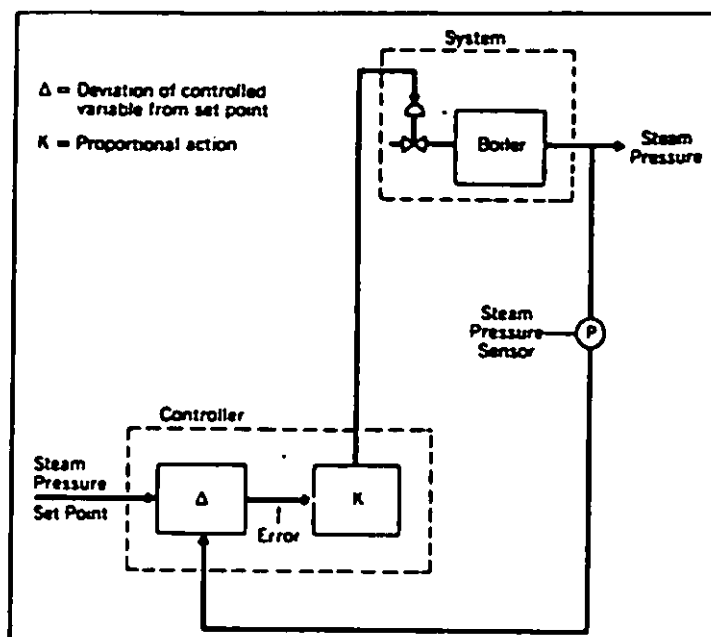 System
Δ = Deviation of controlled
variable from set point
K = Proportional action
Boiler
Steam
Pressure
Steam
Pressure
Sensor
P
Controller
Steam
Pressure
Set Point
Δ
Error
K